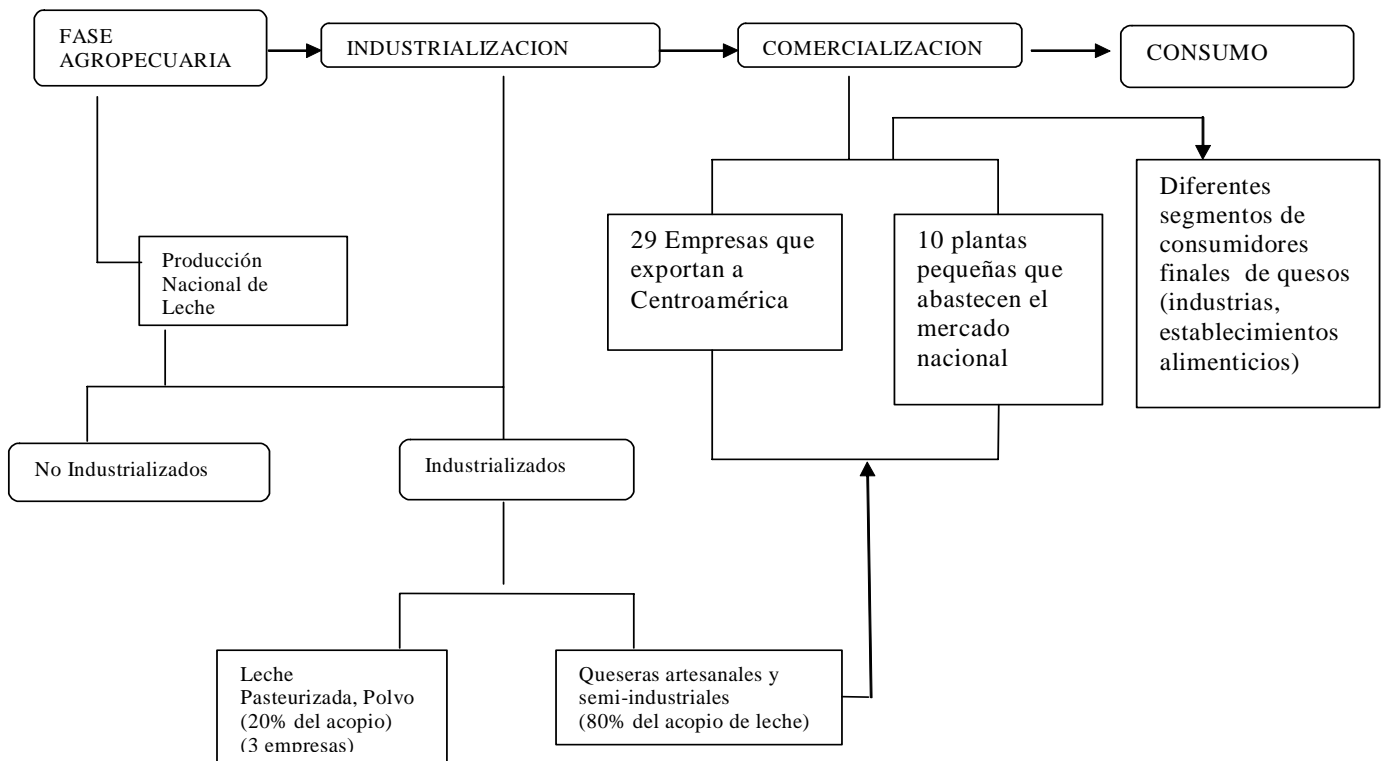 FASE
AGROPECUARIA
INDUSTRIALIZACION
COMERCIALIZACION
CONSUMO
Producción
Nacional de
Leche
29 Empresas que
exportan a
Centroamérica
10 plantas
pequeñas que
abastecen el
mercado
nacional
Diferentes
segmentos de
consumidores
finales de quesos
(industrias,
establecimientos
alimenticios)
No Industrializados
Industrializados
Leche
Pasteurizada, Polvo
(20% del acopio)
(3 empresas)
Queseras artesanales y
semi-industriales
(80% del acopio de leche)